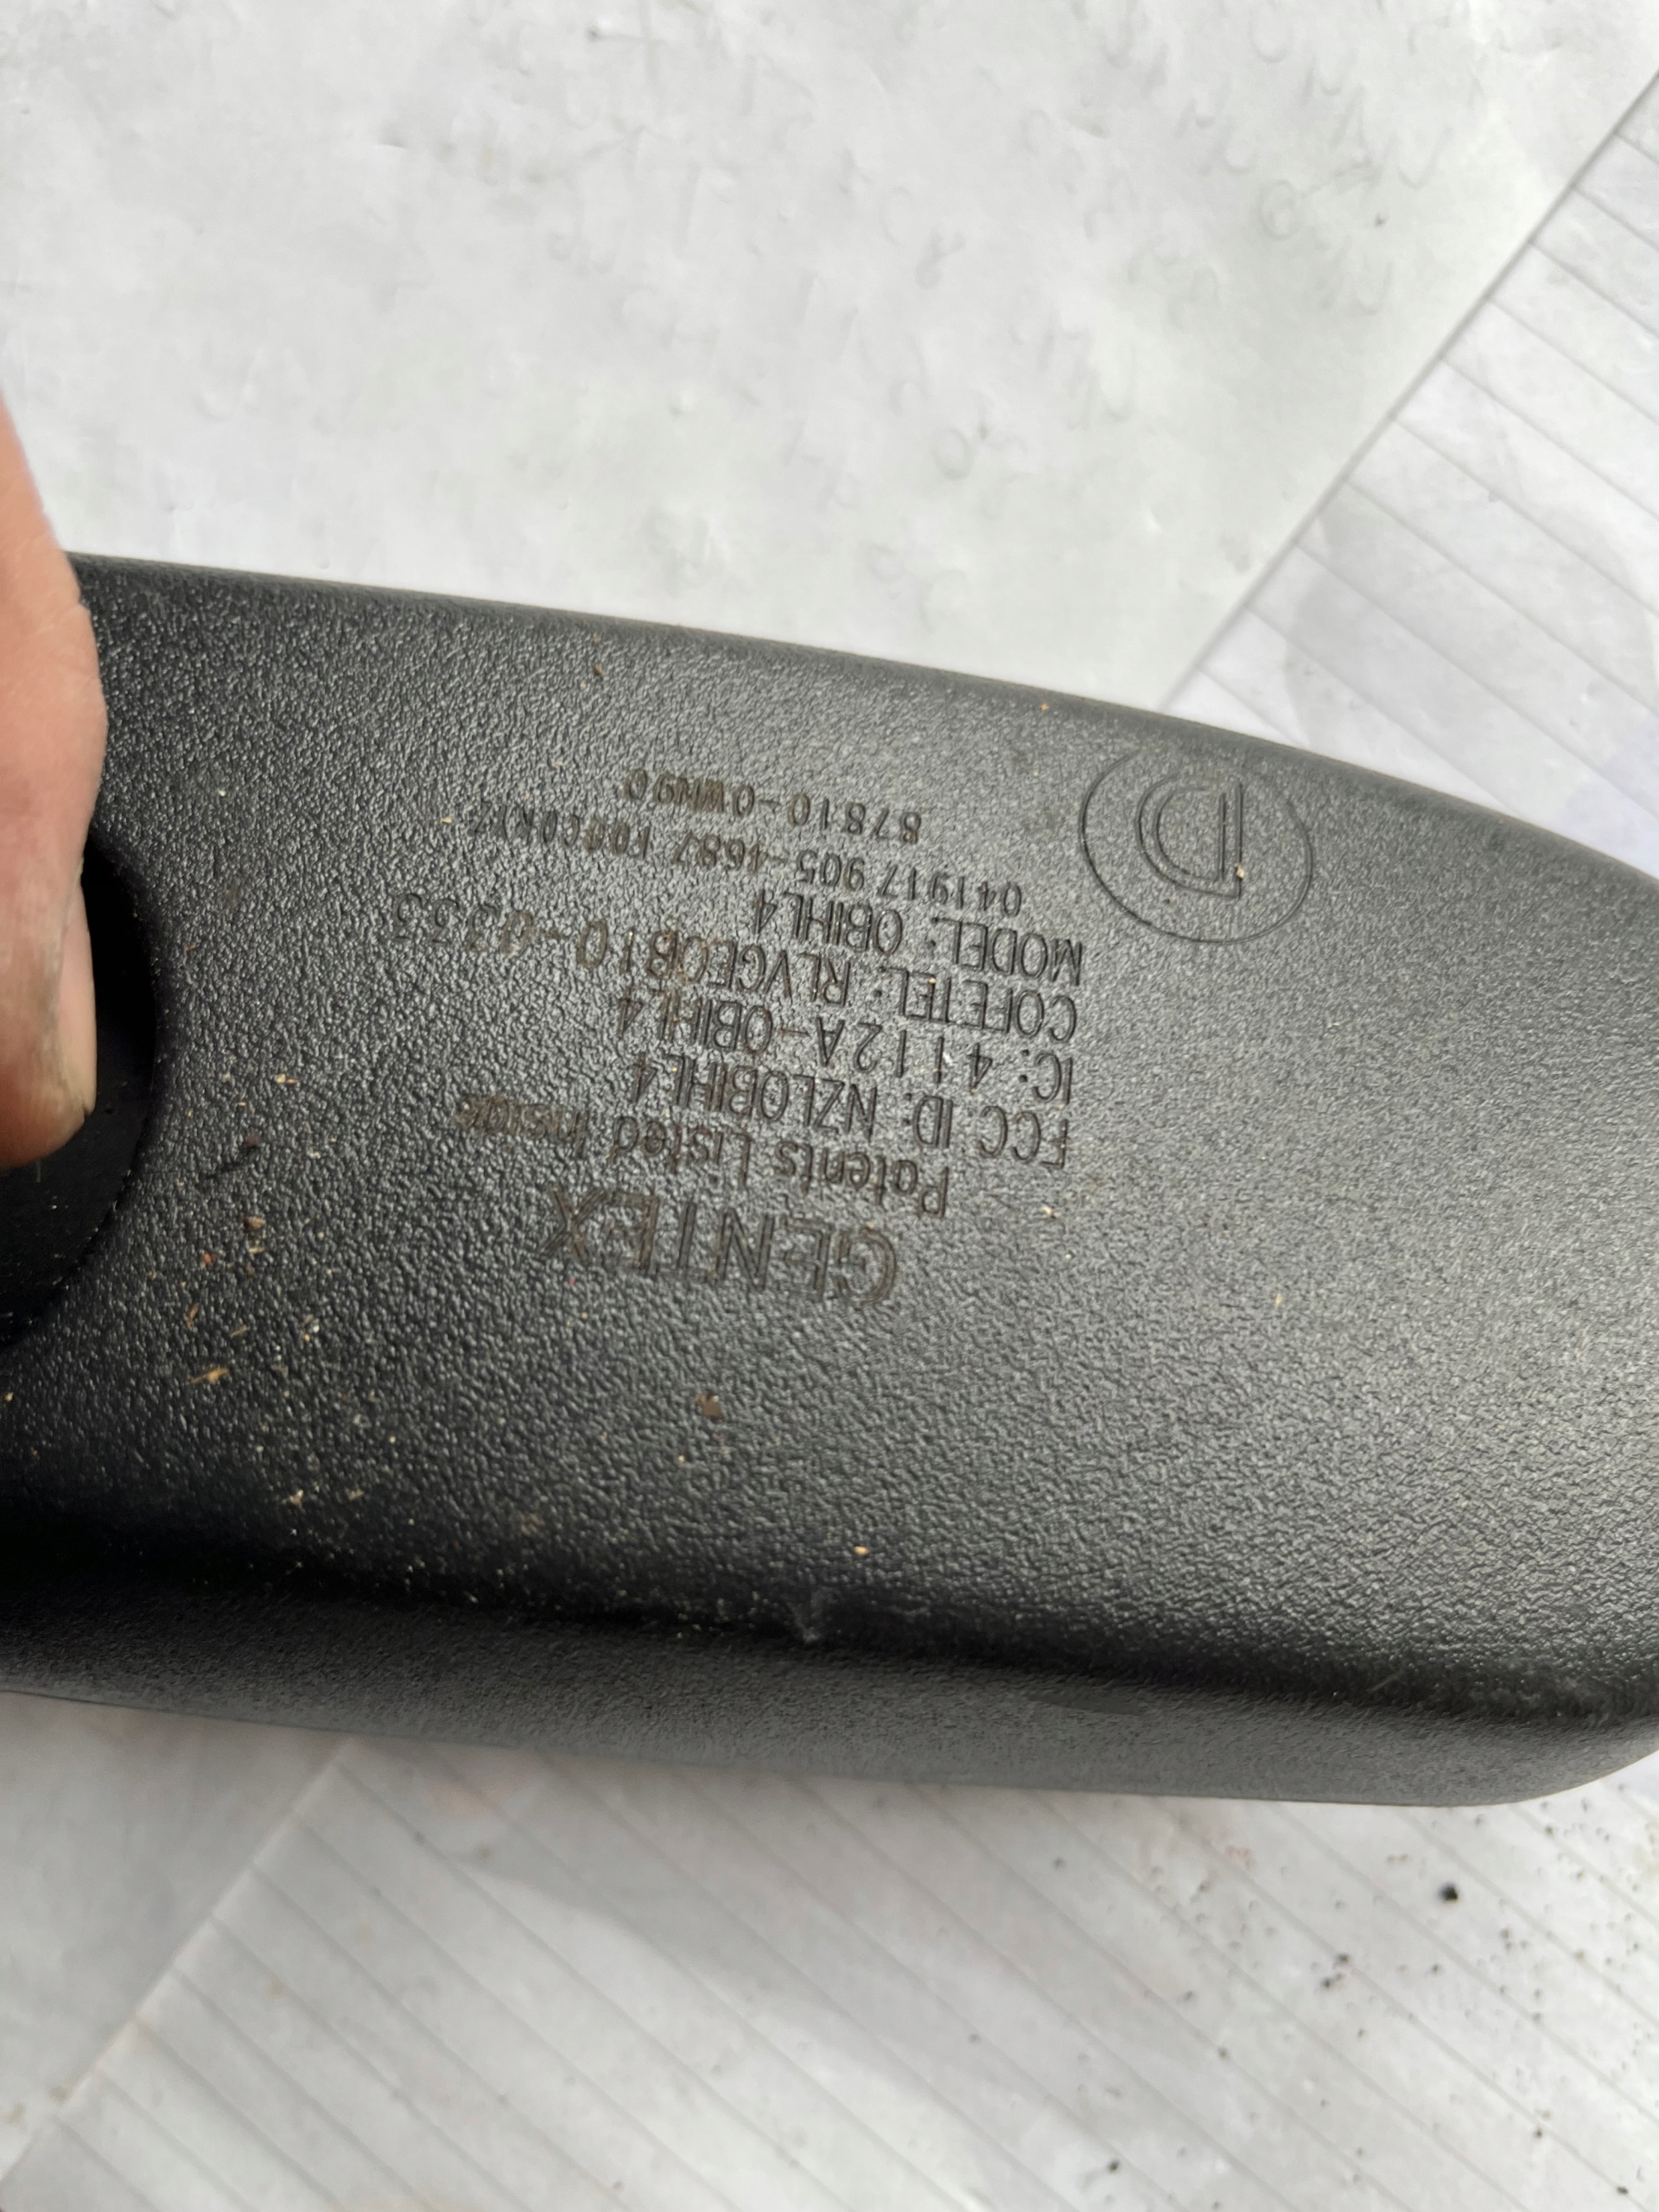 GENTEX
Patents Listed Inside
FCC ID: NZLOBIHL4
IC: 4112A-OBIHL4
COFETEL: RLVGEOB10-0353
MODEL: OBIHL4
041917 905-4687
87810-0WN90
D